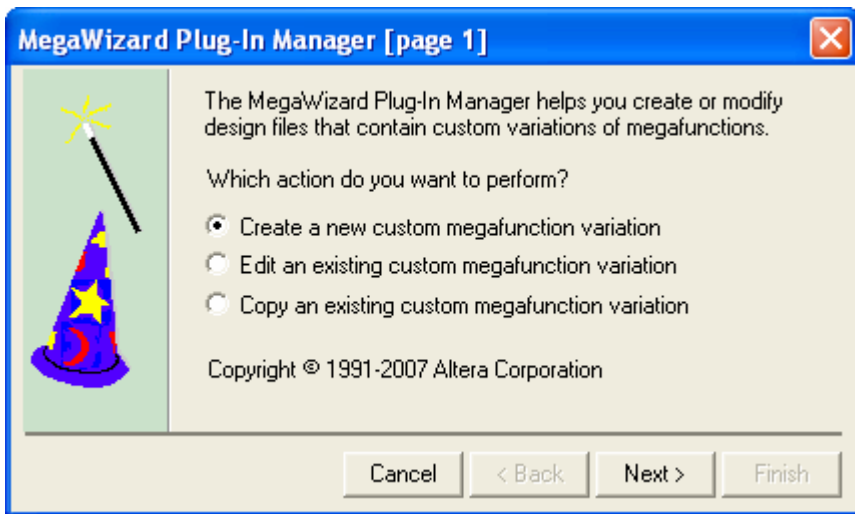 MegaWizard Plug-In Manager [page 1]
The MegaWizard Plug-In Manager helps you create or modify
design files that contain custom variations of megafunctions.
Which action do you want to perform?
Create a new custom megafunction variation
Edit an existing custom megafunction variation
Copy an existing custom megafunction variation
Copyright © 1991-2007 Altera Corporation
Cancel < Back Next > Finish